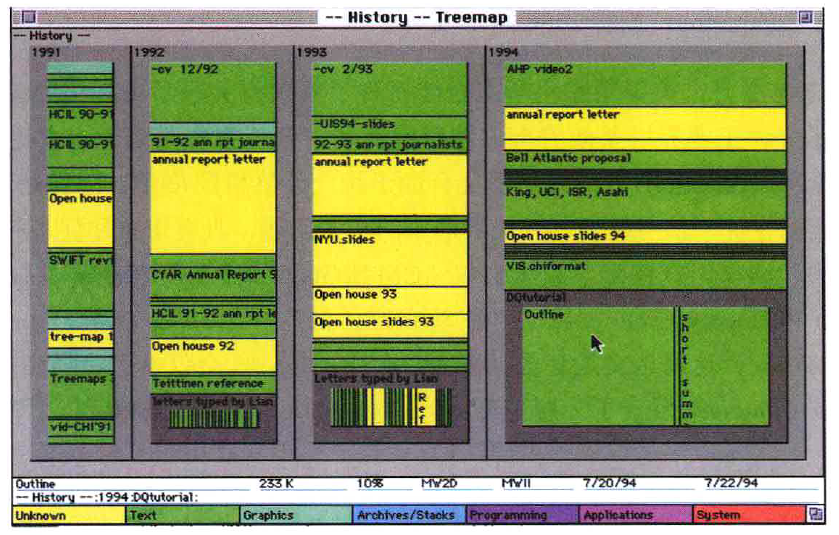 -- History -- Treemap
-- History --
1991
HCIL 90-91
HCIL 90-91
Open house
SWIFT revi
tree-map 1
Treemaps
vid-CHI'91
1992
-cv 12/92
91-92 ann rpt journa
annual report letter
CfAR Annual Report 9
HCIL 91-92 ann rpt le
Open house 92
Teittinen reference
letters typed by Lian
1993
-cv 2/93
-UIS94-slides
92-93 ann rpt journalists
annual report letter
NYU.slides
Open house 93
Open house slides 93
Letters typed by Lian
Ref
1994
AHP video2
annual report letter
Bell Atlantic proposal
King, UCI, ISR, Asahi
Open house slides 94
VIS.chiformat
DQtutorial
Outline
short summ
Outline 233 K 10% MW2D MWII 7/20/94 7/22/94
-- History --:1994:DQtutorial:
Unknown Text Graphics Archives/Stacks Programming Applications System